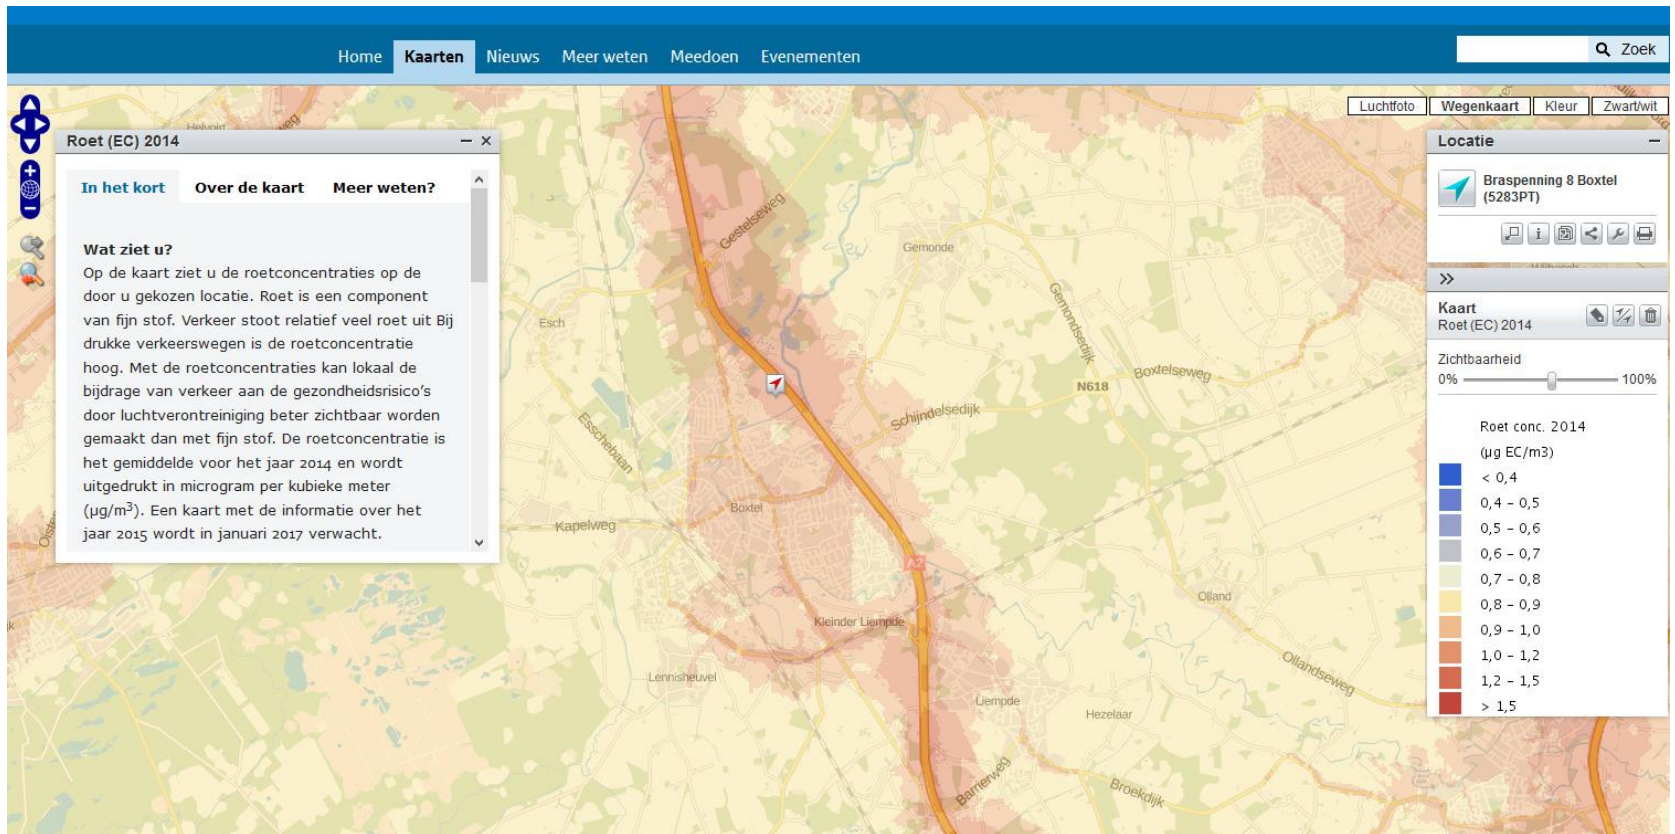 Home Kaarten Nieuws Meer weten Meedoen Evenementen
Zoek
Luchtfoto Wegenkaart Kleur Zwart/wit
Helvoirt
Roet (EC) 2014
In het kort Over de kaart Meer weten?
Wat ziet u?
Op de kaart ziet u de roetconcentraties op de
door u gekozen locatie. Roet is een component
van fijn stof. Verkeer stoot relatief veel roet uit Bij
drukke verkeerswegen is de roetconcentratie
hoog. Met de roetconcentraties kan lokaal de
bijdrage van verkeer aan de gezondheidsrisico's
door luchtverontreiniging beter zichtbaar worden
gemaakt dan met fijn stof. De roetconcentratie is
het gemiddelde voor het jaar 2014 en wordt
uitgedrukt in microgram per kubieke meter
(µg/m³). Een kaart met de informatie over het
jaar 2015 wordt in januari 2017 verwacht.
Gestelseweg
Gemonde
Esch
Gemondsedijk
Boxtelseweg
N618
Schijndelsedijk
Esschebaan
Boxtel
Kapelweg
A2
Olland
Kleinder Liempde
Ollandseweg
Lennisheuvel
Liempde
Hezelaar
Barrierweg
Broekdijk
Locatie
Braspenning 8 Boxtel
(5283PT)
Kaart
Roet (EC) 2014
Zichtbaarheid
0% 100%
Roet conc. 2014
(µg EC/m3)
< 0,4
0,4 – 0,5
0,5 – 0,6
0,6 – 0,7
0,7 – 0,8
0,8 – 0,9
0,9 – 1,0
1,0 – 1,2
1,2 – 1,5
> 1,5